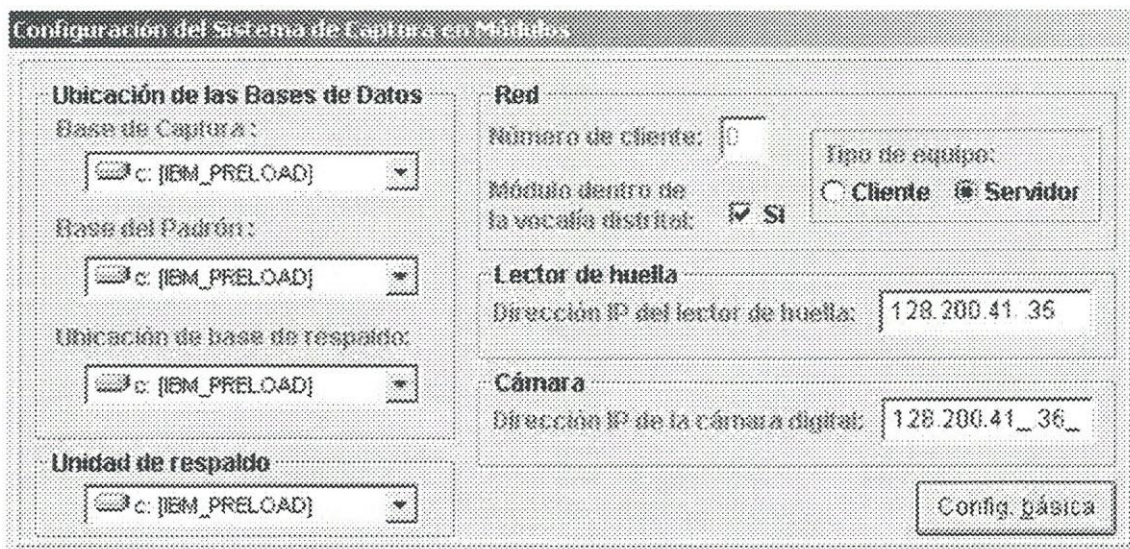 Configuración del Sistema de Captura en Módulos
Ubicación de las Bases de Datos
Base de Captura :
c: [IBM_PRELOAD]
Base del Padrón :
c: [IBM_PRELOAD]
Ubicación de base de respaldo:
c: [IBM_PRELOAD]
Unidad de respaldo
c: [IBM_PRELOAD]
Red
Número de cliente: 0
Módulo dentro de
la vocalía distrital: Si
Tipo de equipo:
Cliente Servidor
Lector de huella
Dirección IP del lector de huella: 128.200.41. 35
Cámara
Dirección IP de la cámara digital: 128.200.41_ 36_
Config. básica